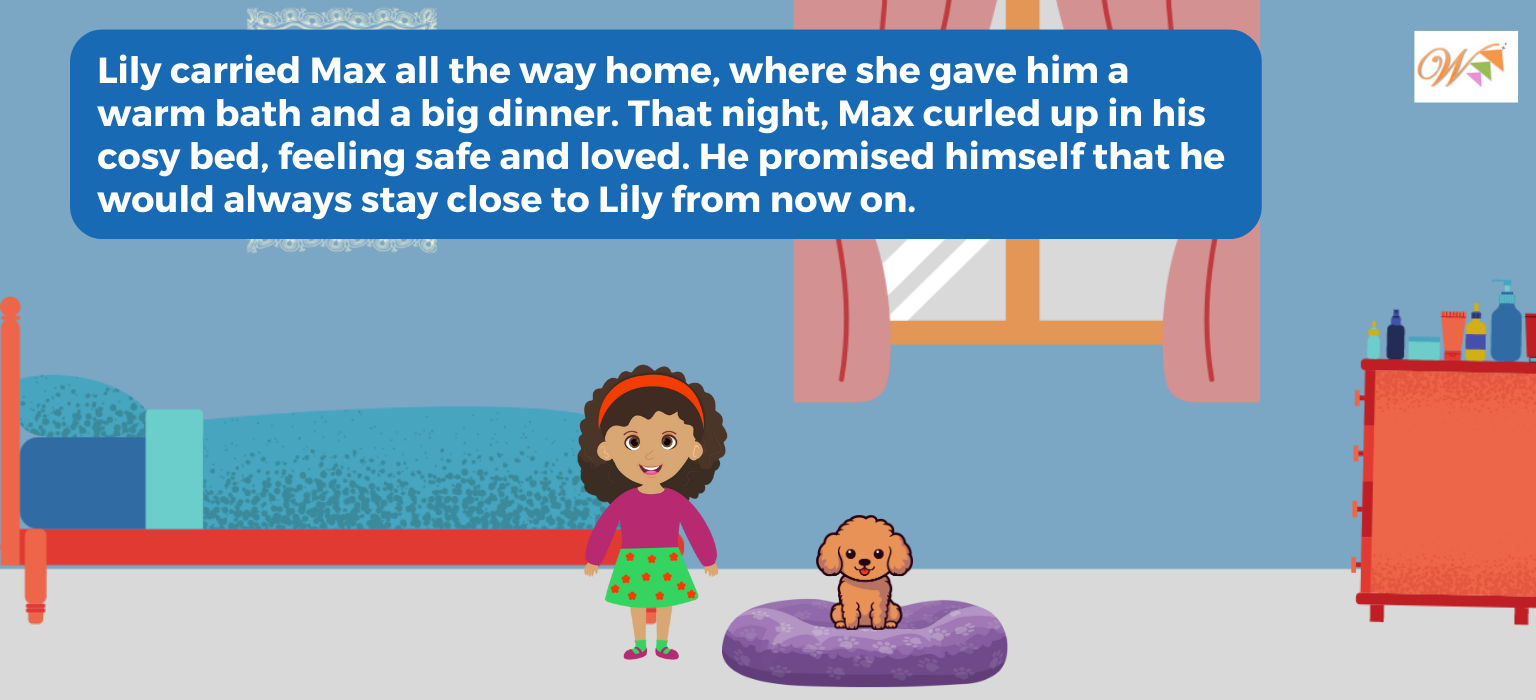 Lily carried Max all the way home, where she gave him a
warm bath and a big dinner. That night, Max curled up in his
cosy bed, feeling safe and loved. He promised himself that he
would always stay close to Lily from now on.
W